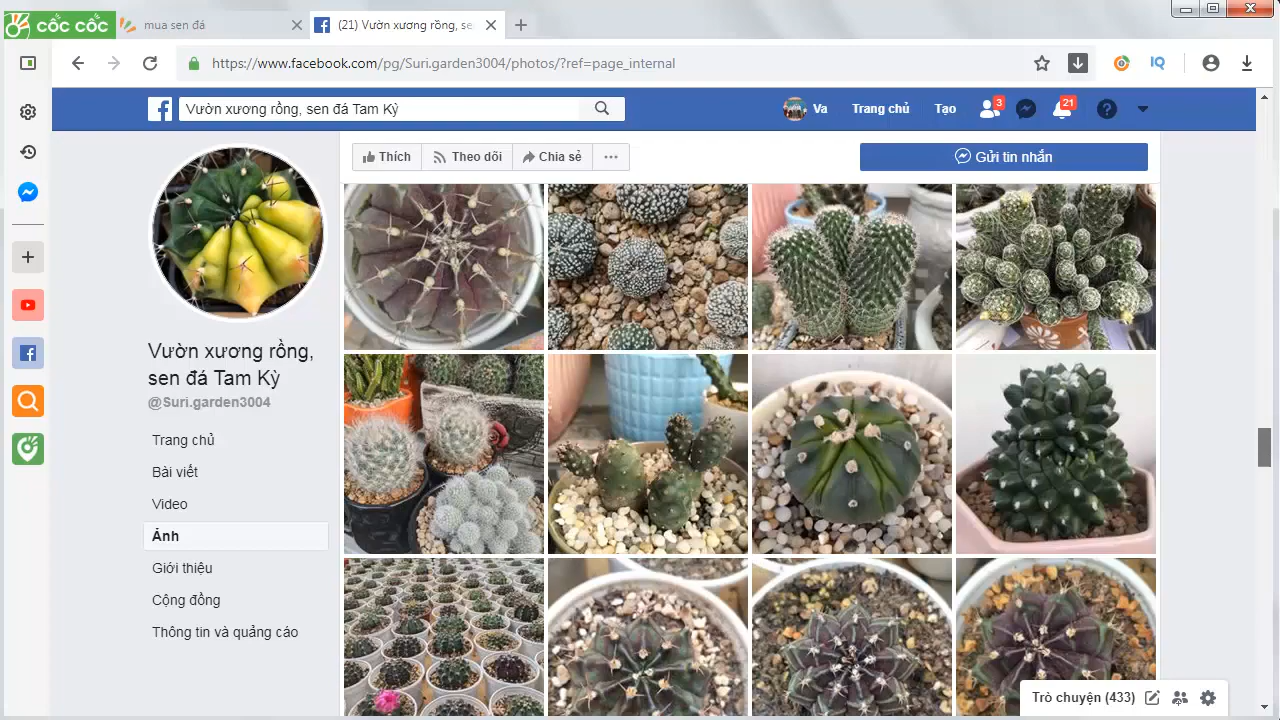 cốc cốc
mua sen đá
(21) Vườn xương rồng, se
https://www.facebook.com/pg/Suri.garden3004/photos/?ref=page_internal
IQ
Vườn xương rồng, sen đá Tam Kỳ
Va
Trang chủ
Tạo
3
21
Thích
Theo dõi
Chia sẻ
Gửi tin nhắn
Vườn xương rồng,
sen đá Tam Kỳ
@Suri.garden3004
Trang chủ
Bài viết
Video
Ảnh
Giới thiệu
Cộng đồng
Thông tin và quảng cáo
Trò chuyện (433)